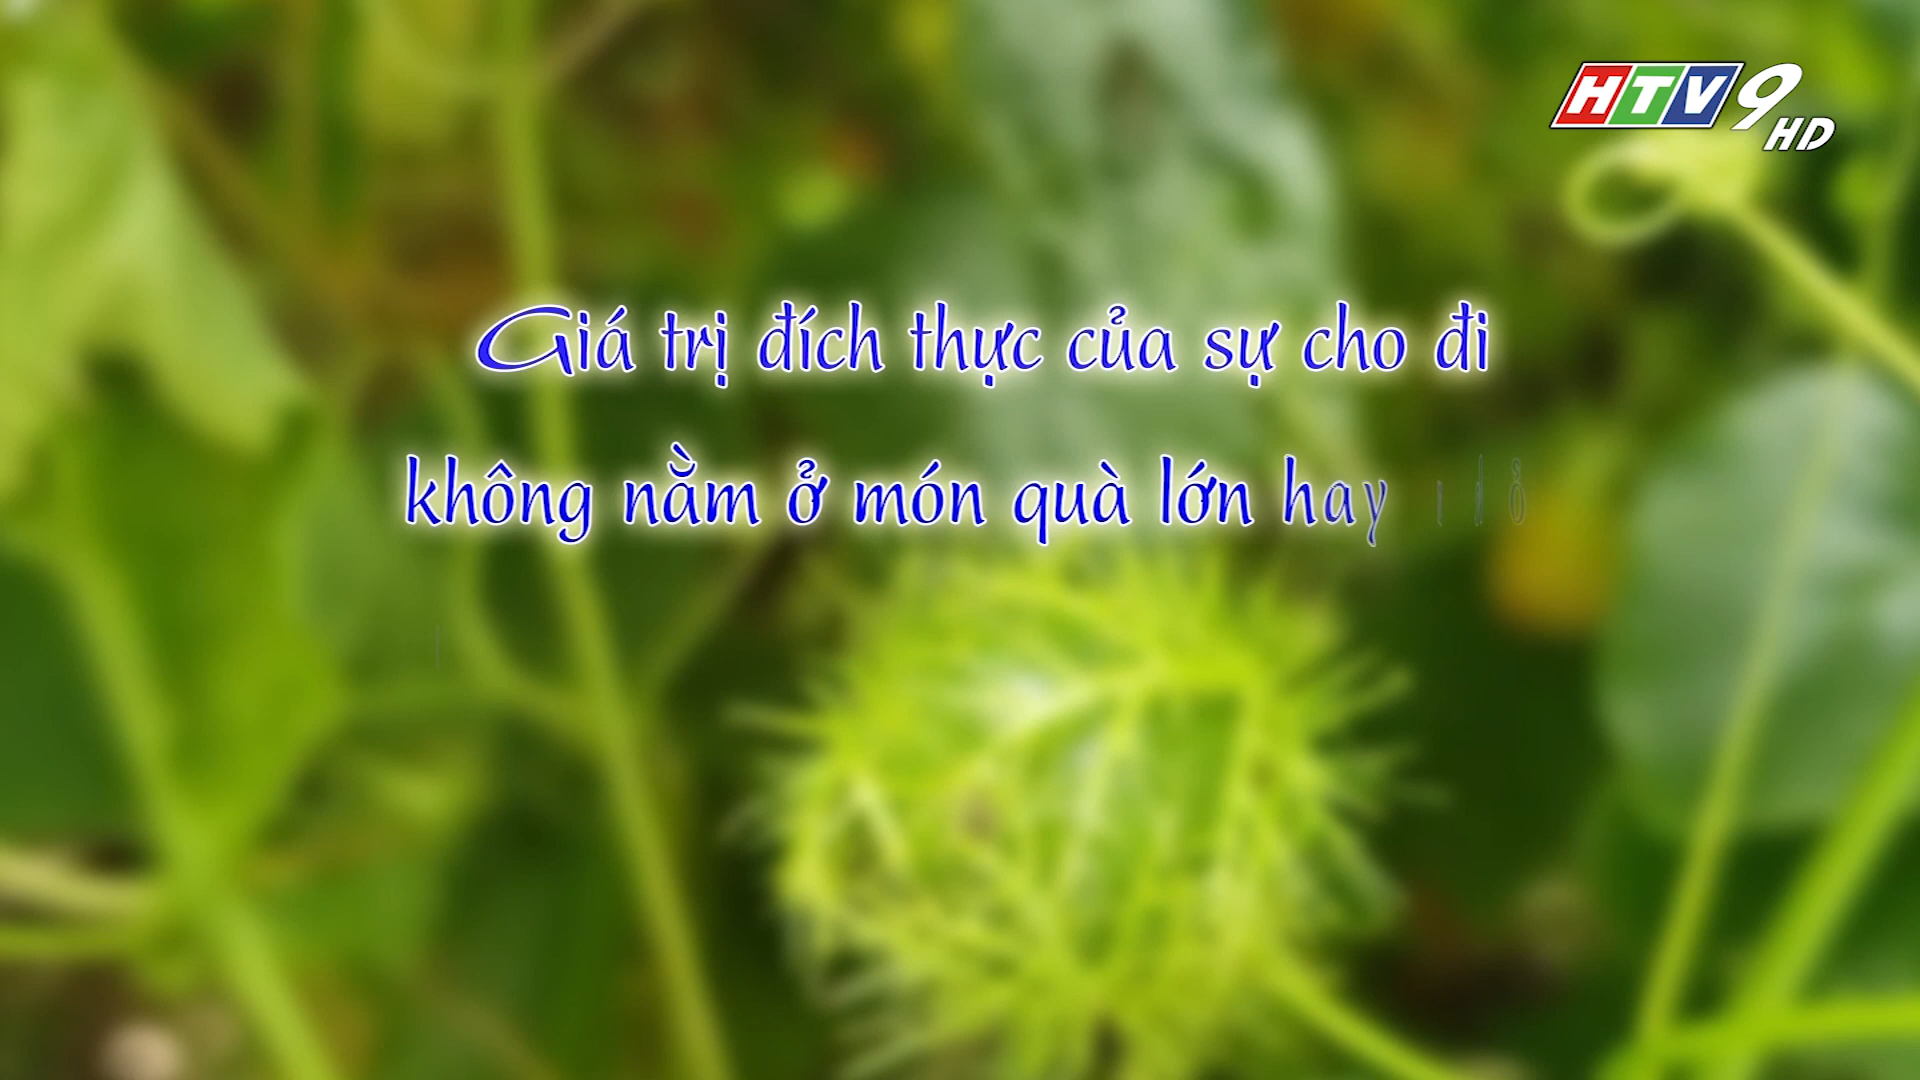 HTV9
HD
Giá trị đích thực của sự cho đi
không nằm ở món quà lớn hay